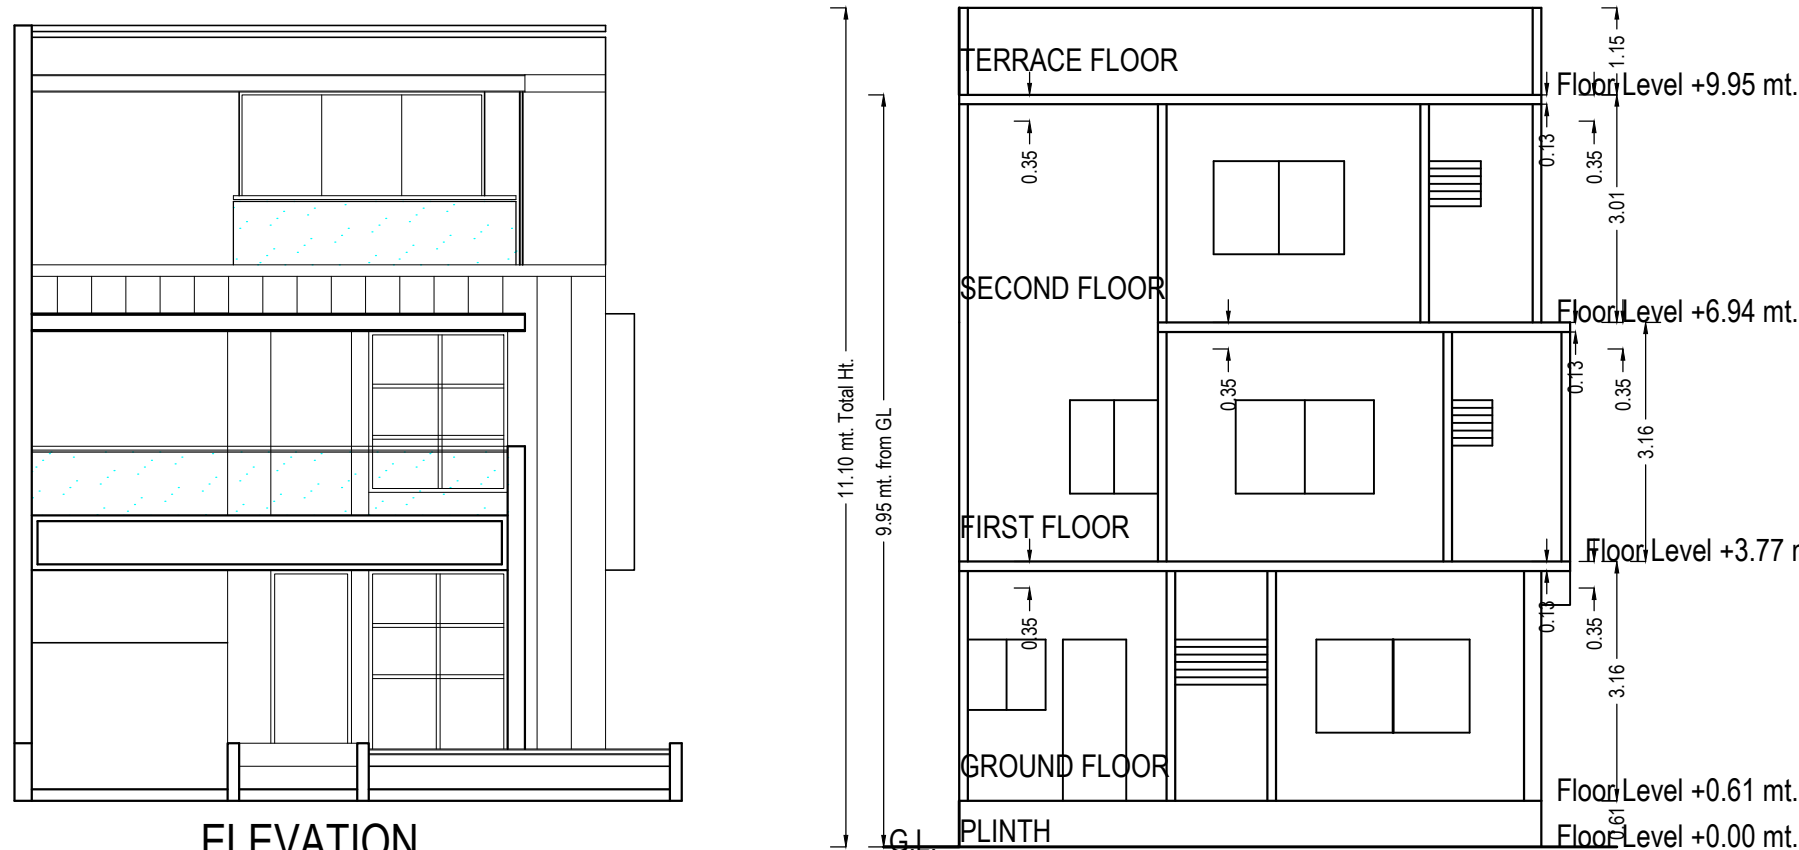 1.15
TERRACE FLOOR
Floor Level +9.95 mt.
0.13
0.35
0.35
3.01
SECOND FLOOR
Floor Level +6.94 mt.
0.13
0.35
0.35
11.10 mt. Total Ht.
9.95 mt. from GL
3.16
FIRST FLOOR
Floor Level +3.77 m
0.13
0.35
0.35
3.16
GROUND FLOOR
Floor Level +0.61 mt.
0.61
PLINTH
G.L.
Floor Level +0.00 mt.
ELEVATION